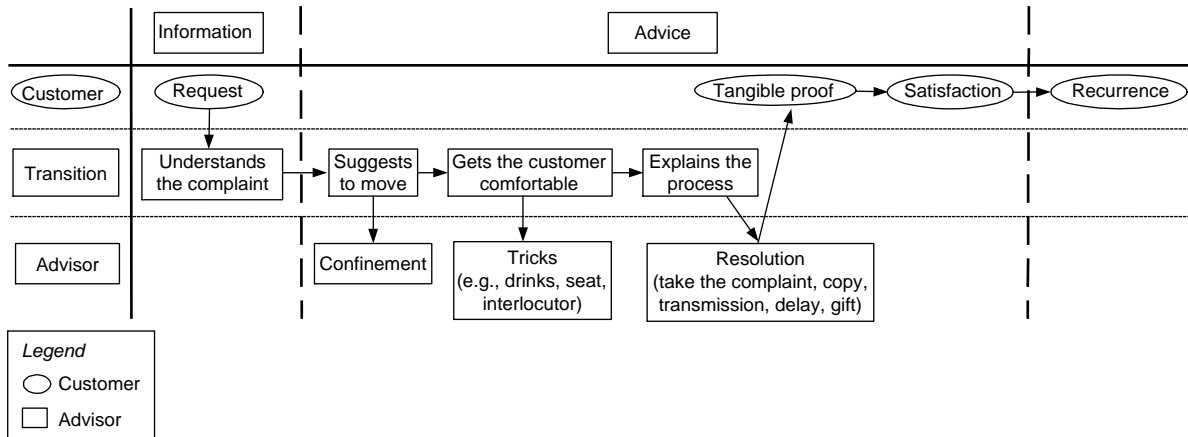 Information
Advice
Customer
Request
Tangible proof
Satisfaction
Recurrence
Transition
Understands
the complaint
Suggests
to move
Gets the customer
comfortable
Explains the
process
Advisor
Confinement
Tricks
(e.g., drinks, seat,
interlocutor)
Resolution
(take the complaint, copy,
transmission, delay, gift)
Legend
Customer
Advisor